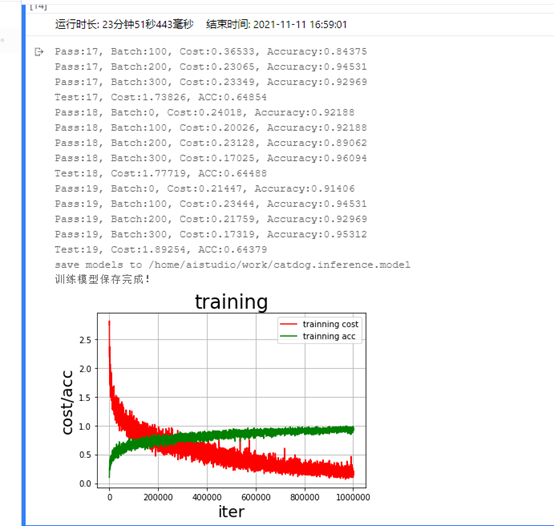 [14]
运行时长: 23分钟51秒443毫秒 结束时间: 2021-11-11 16:59:01
Pass:17, Batch:100, Cost:0.36533, Accuracy:0.84375
Pass:17, Batch:200, Cost:0.23065, Accuracy:0.94531
Pass:17, Batch:300, Cost:0.23349, Accuracy:0.92969
Test:17, Cost:1.73826, ACC:0.64854
Pass:18, Batch:0, Cost:0.24018, Accuracy:0.92188
Pass:18, Batch:100, Cost:0.20026, Accuracy:0.92188
Pass:18, Batch:200, Cost:0.23128, Accuracy:0.89062
Pass:18, Batch:300, Cost:0.17025, Accuracy:0.96094
Test:18, Cost:1.77719, ACC:0.64488
Pass:19, Batch:0, Cost:0.21447, Accuracy:0.91406
Pass:19, Batch:100, Cost:0.23444, Accuracy:0.94531
Pass:19, Batch:200, Cost:0.21759, Accuracy:0.92969
Pass:19, Batch:300, Cost:0.17319, Accuracy:0.95312
Test:19, Cost:1.89254, ACC:0.64379
save models to /home/aistudio/work/catdog.inference.model
训练模型保存完成!
training
trainning cost
trainning acc
cost/acc
2.5
2.0
1.5
1.0
0.5
0.0
0 200000 400000 600000 800000 1000000
iter